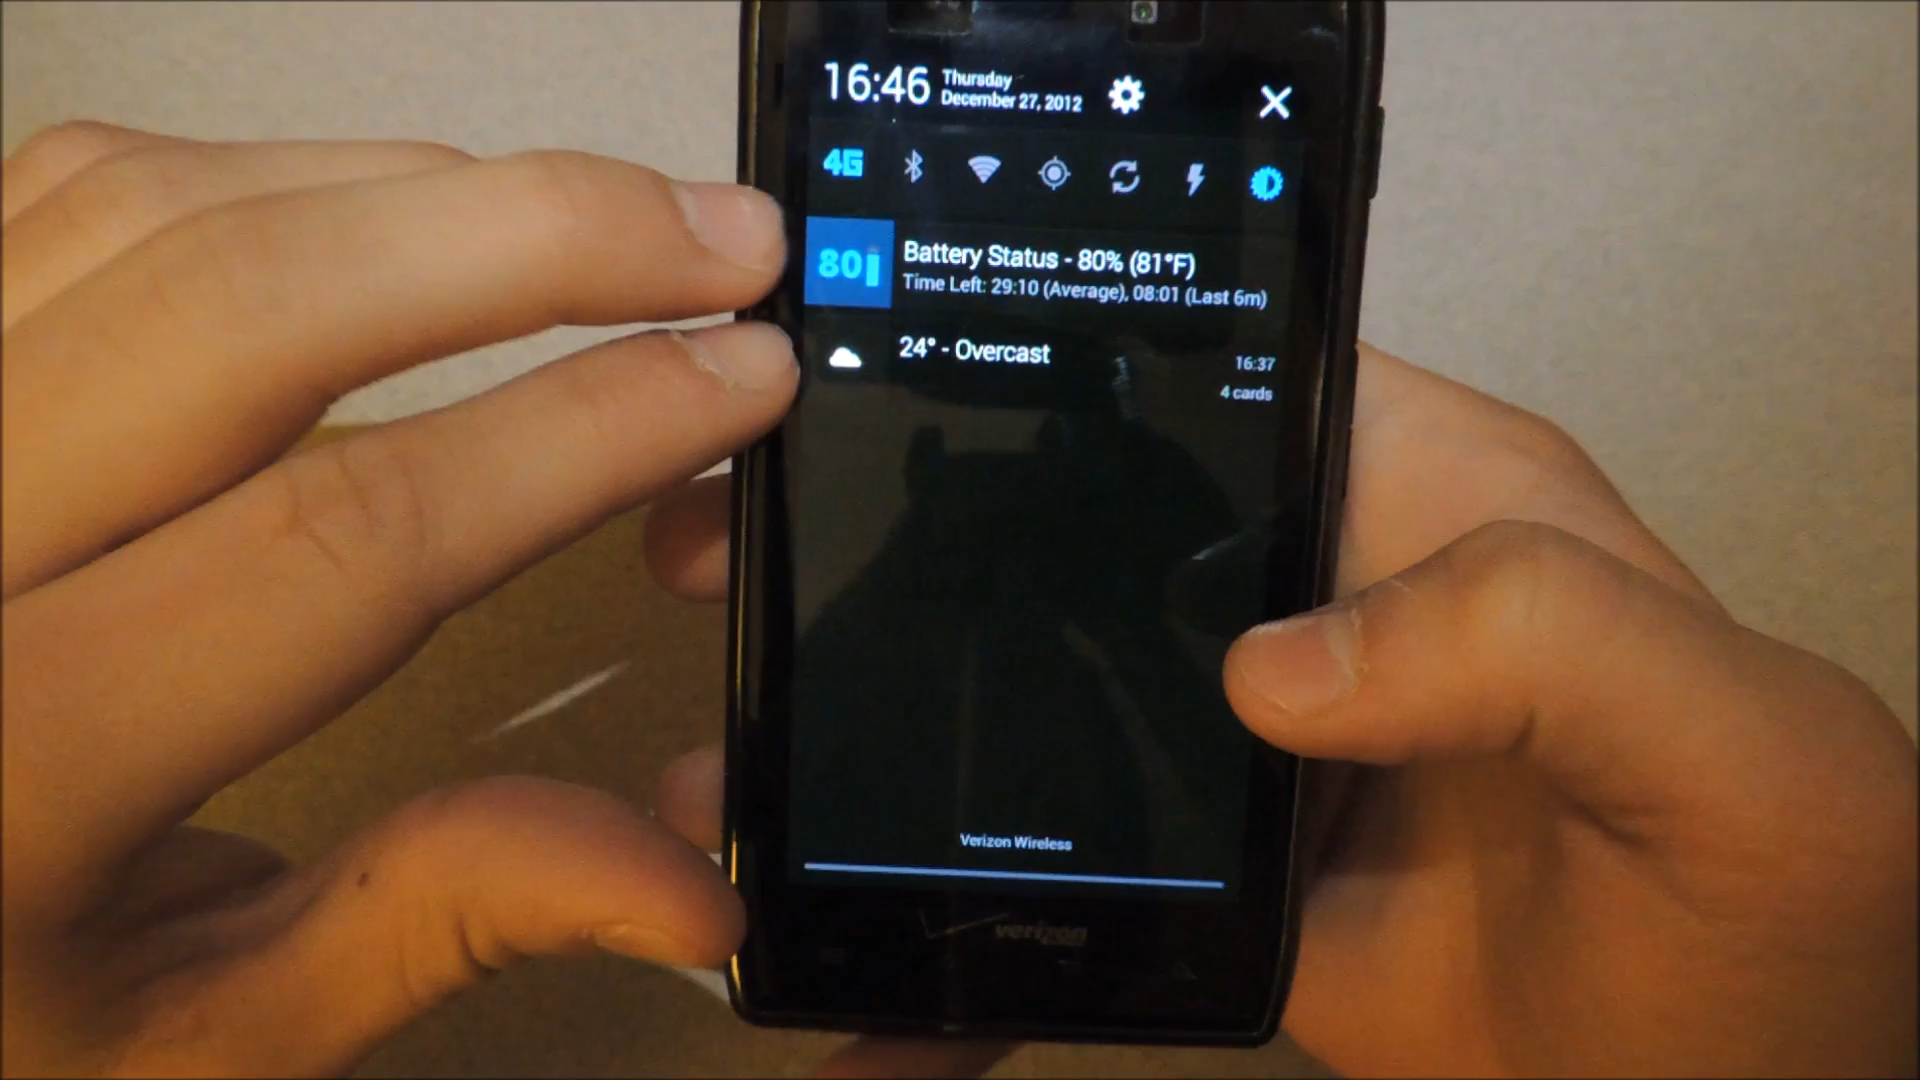 16:46
Thursday
December 27, 2012
4G
80
Battery Status - 80% (81°F)
Time Left: 29:10 (Average), 08:01 (Last 6m)
24° - Overcast
16:37
4 cards
Verizon Wireless
verizon